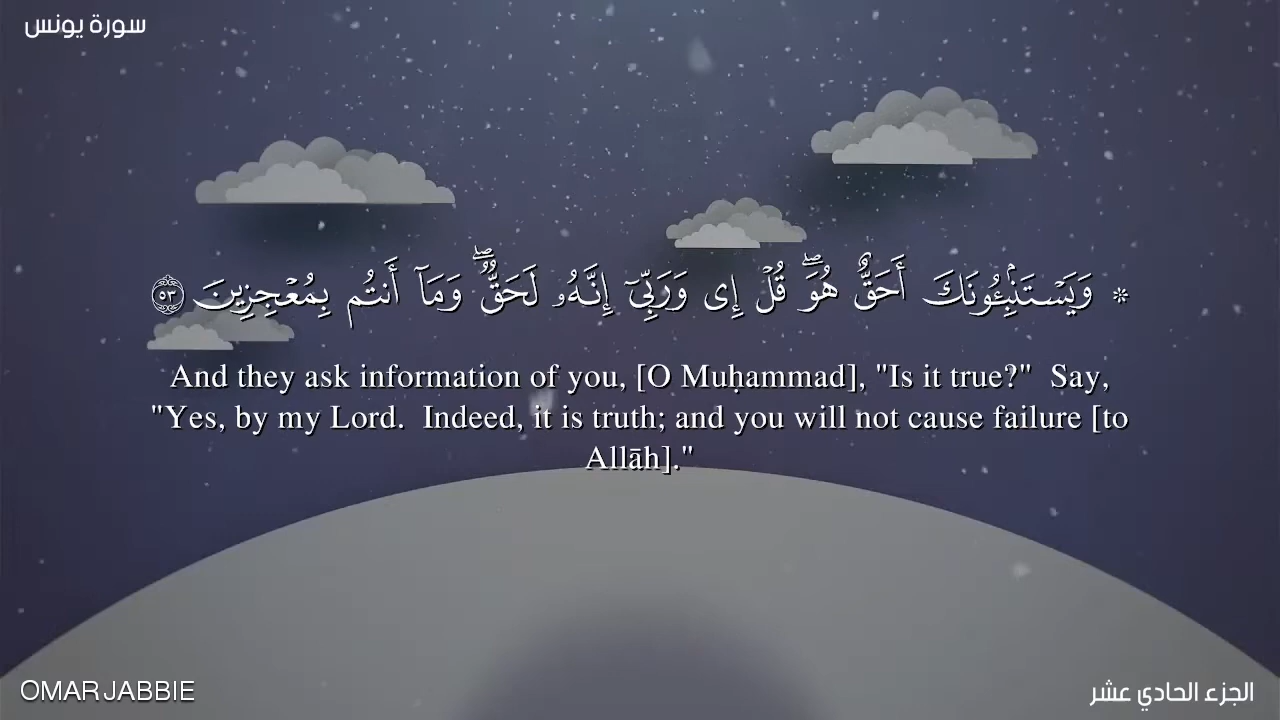 سورة يونس
۞ وَيَسْتَنۢبِـُٔونَكَ أَحَقٌّ هُوَ ۖ قُلْ إِى وَرَبِّىٓ إِنَّهُۥ لَحَقٌّ ۖ وَمَآ أَنتُم بِمُعْجِزِينَ ٥٣
And they ask information of you, [O Muḥammad], "Is it true?"  Say,
"Yes, by my Lord.  Indeed, it is truth; and you will not cause failure [to
Allāh]."
OMAR JABBIE
الجزء الحادي عشر